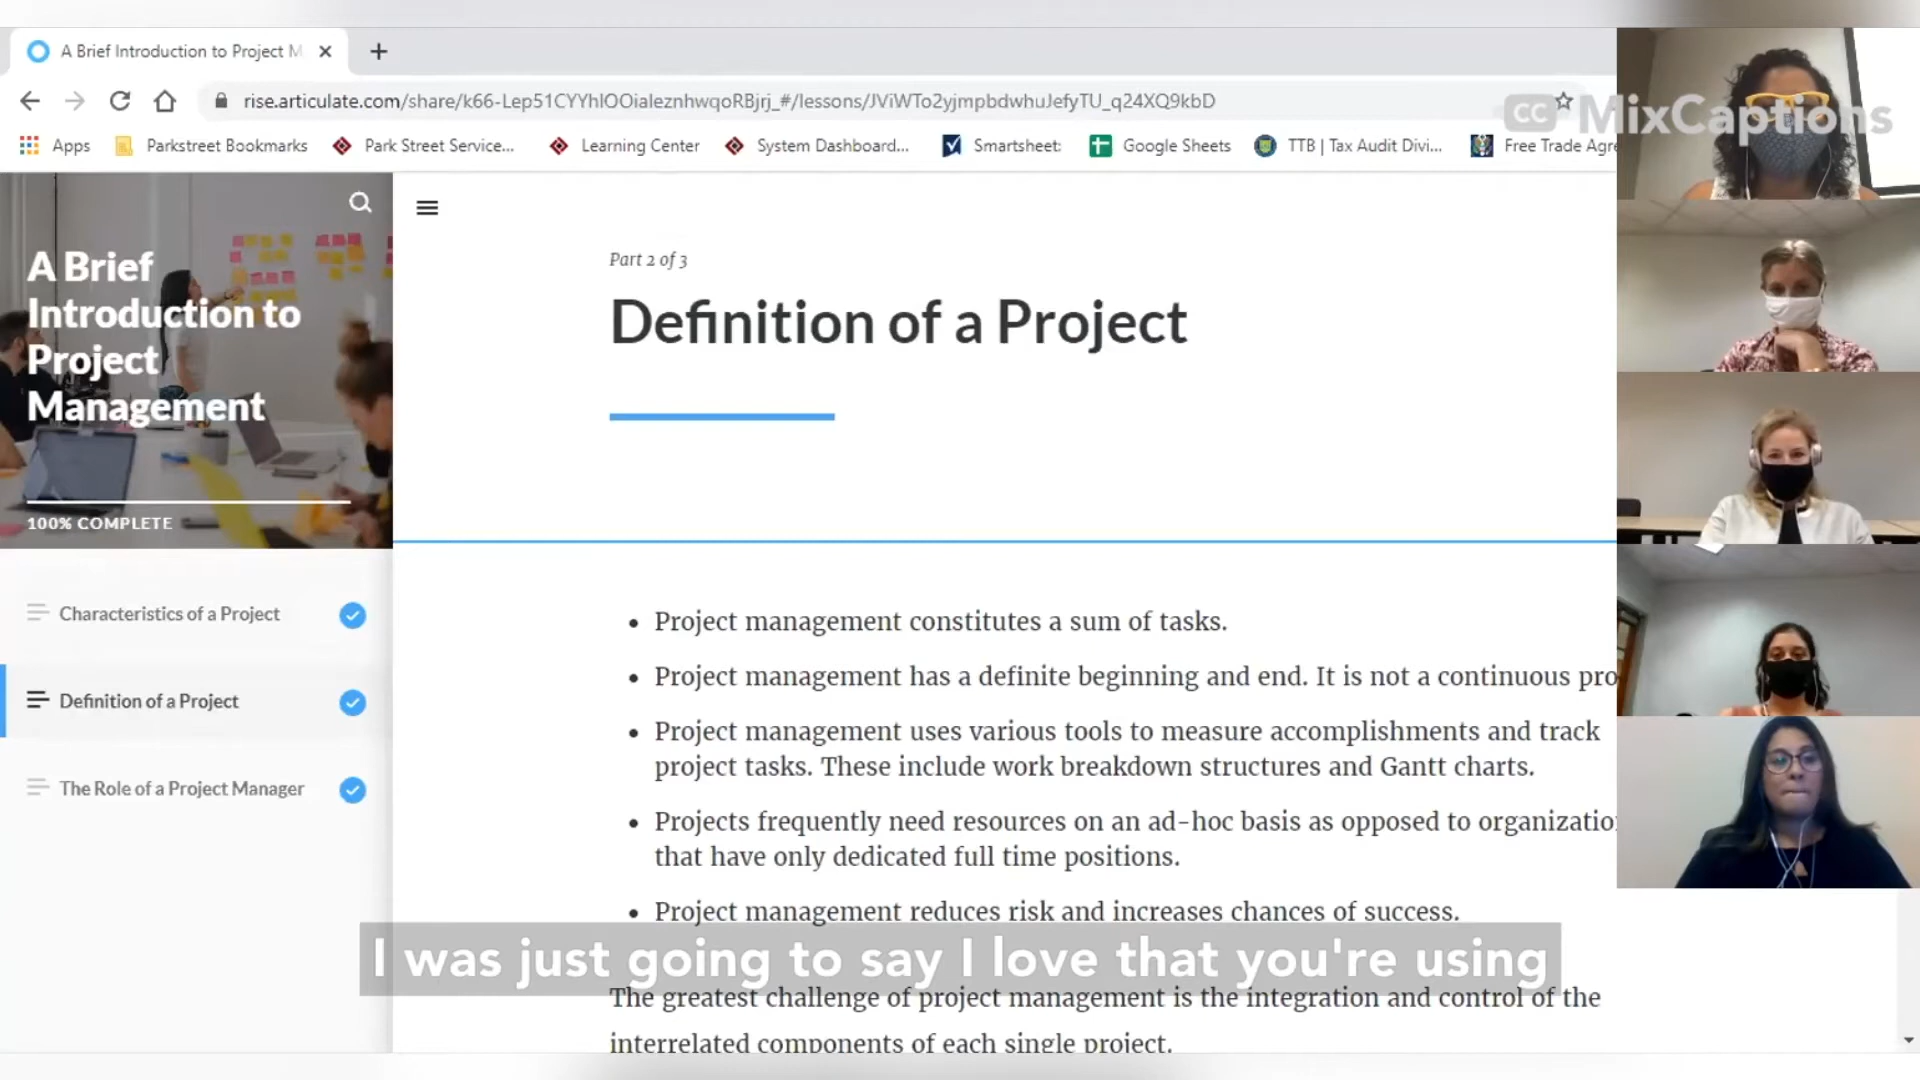 A Brief Introduction to Project M
rise.articulate.com/share/k66-Lep51CYYhlOOialeznhwqoRBjrj_#/lessons/JViWTo2yjmpbdwhuJefyTU_q24XQ9kbD
CC MixCaptions
Apps Parkstreet Bookmarks Park Street Service... Learning Center System Dashboard... Smartsheet: Google Sheets TTB | Tax Audit Divi... Free Trade Agre
A Brief
Introduction to
Project
Management
100% COMPLETE
Characteristics of a Project
Definition of a Project
The Role of a Project Manager
Part 2 of 3
Definition of a Project
• Project management constitutes a sum of tasks.
• Project management has a definite beginning and end. It is not a continuous pro
• Project management uses various tools to measure accomplishments and track
project tasks. These include work breakdown structures and Gantt charts.
• Projects frequently need resources on an ad-hoc basis as opposed to organizatio
that have only dedicated full time positions.
• Project management reduces risk and increases chances of success.
I was just going to say I love that you're using
The greatest challenge of project management is the integration and control of the
interrelated components of each single project.